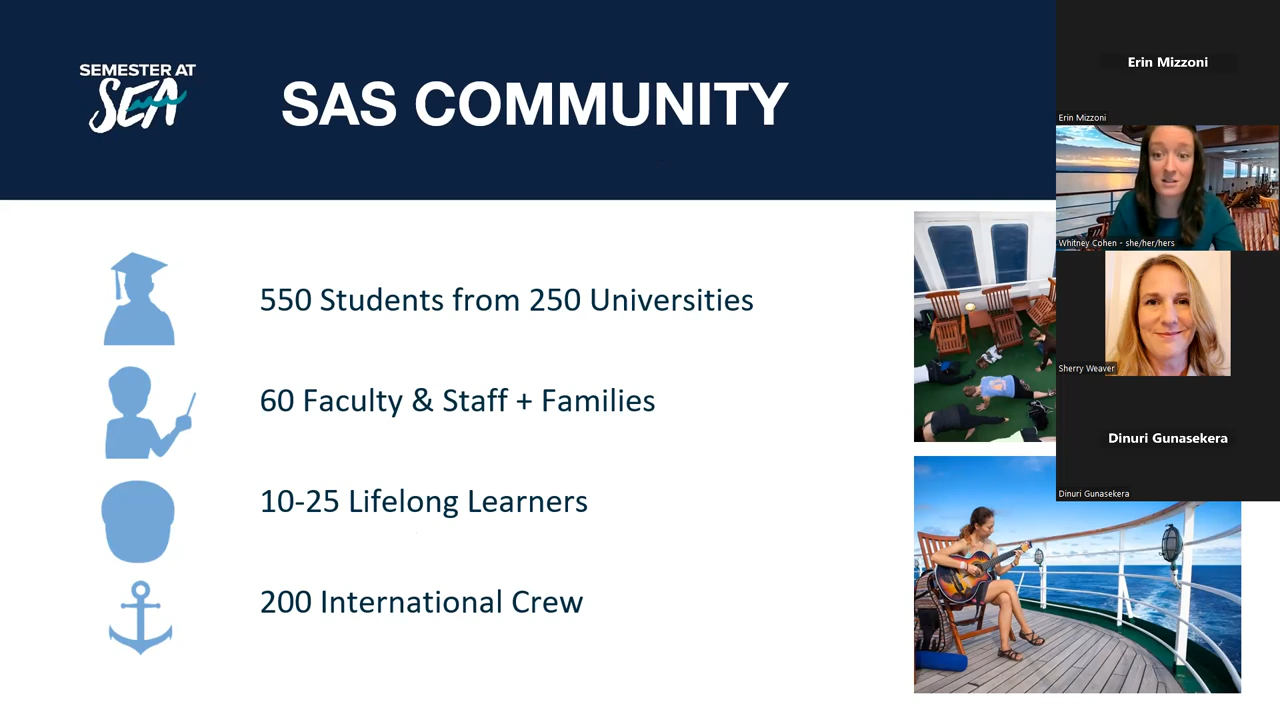 SEMESTER AT
SEA
SAS COMMUNITY
550 Students from 250 Universities
60 Faculty & Staff + Families
10-25 Lifelong Learners
200 International Crew
Erin Mizzoni
Erin Mizzoni
Whitney Cohen - she/her/hers
Sherry Weaver
Dinuri Gunasekera
Dinuri Gunasekera